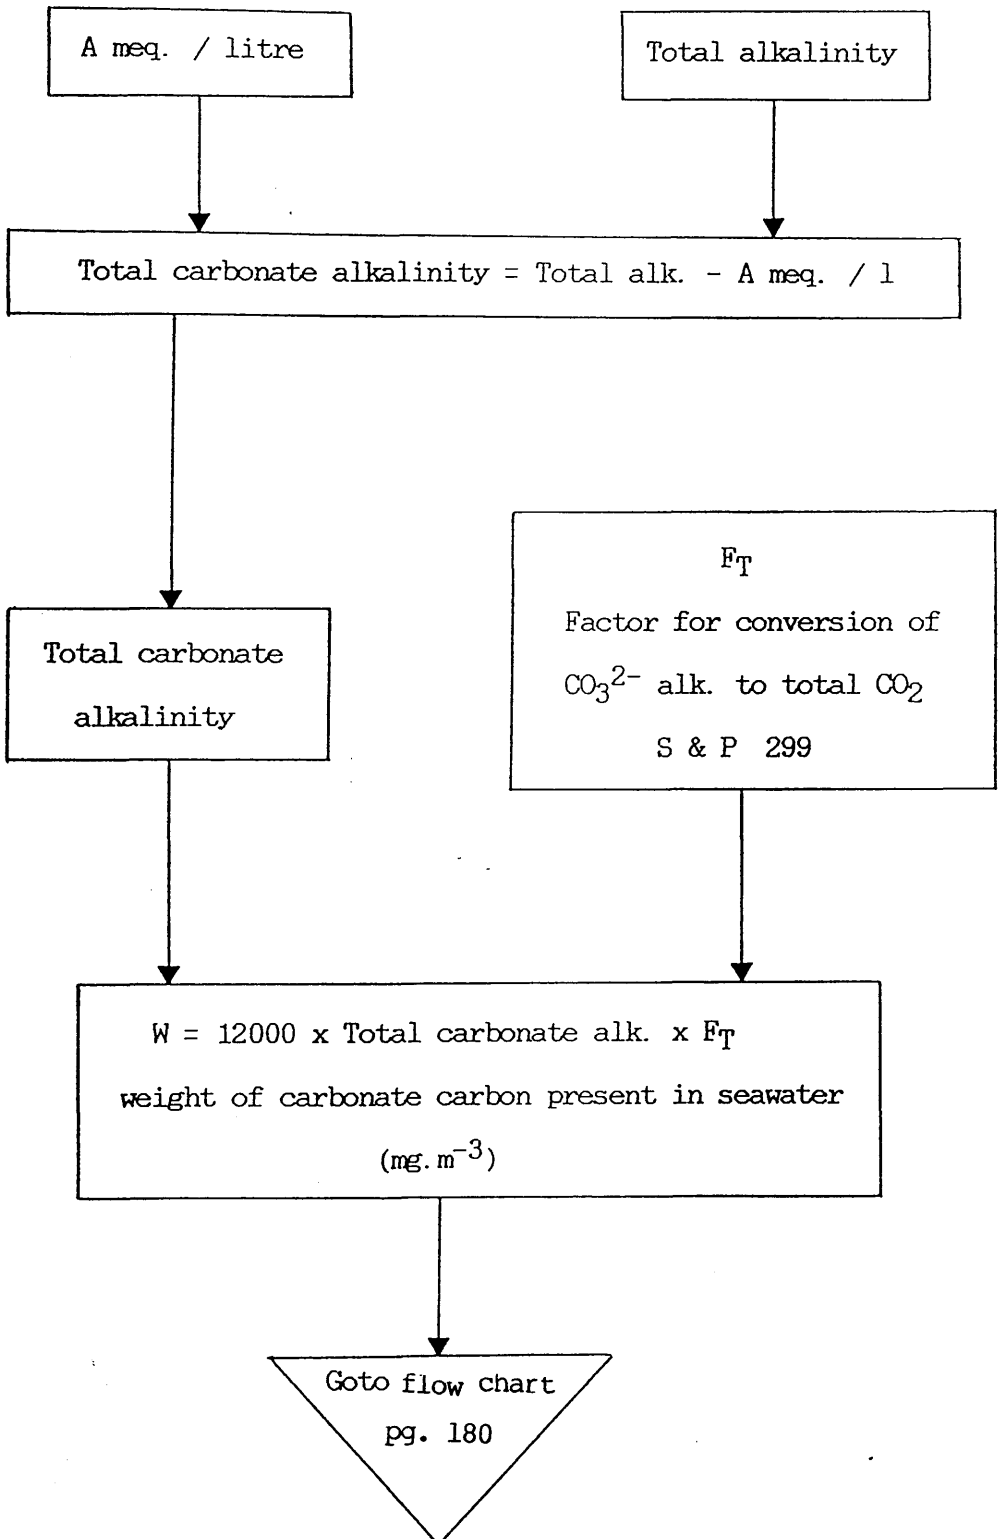 A meq. / litre
Total alkalinity
Total carbonate alkalinity = Total alk. - A meq. / l
Total carbonate
alkalinity
F_T
Factor for conversion of
CO₃²⁻ alk. to total CO₂
S & P 299
W = 12000 x Total carbonate alk. x F_T
weight of carbonate carbon present in seawater
(mg.m⁻³)
Goto flow chart
pg. 180